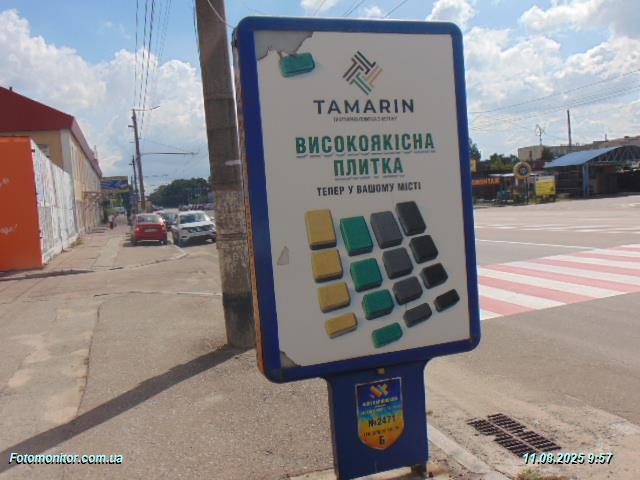 TAMARIN
ВИСОКОЯКІСНА
ПЛИТКА
ТЕПЕР У ВАШОМУ МІСТІ
№2471
Б
Fotomonitor.com.ua
11.08.2025 9:57